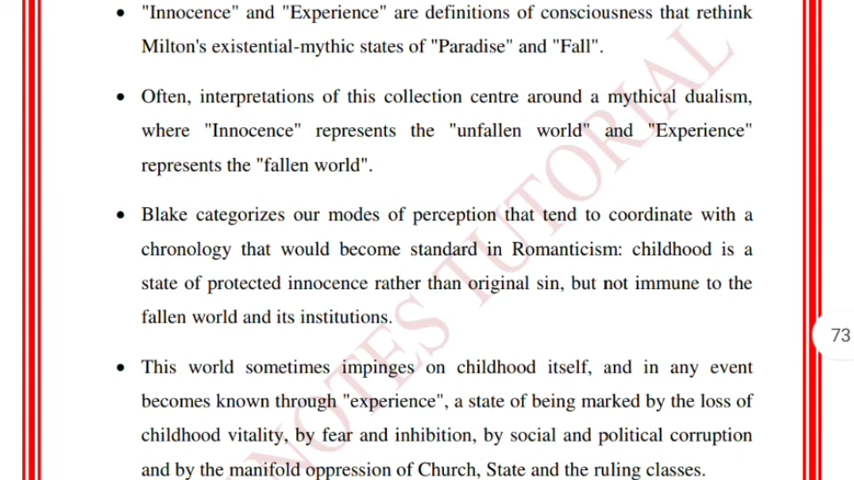 • "Innocence" and "Experience" are definitions of consciousness that rethink
Milton's existential-mythic states of "Paradise" and "Fall".
• Often, interpretations of this collection centre around a mythical dualism,
where "Innocence" represents the "unfallen world" and "Experience"
represents the "fallen world".
• Blake categorizes our modes of perception that tend to coordinate with a
chronology that would become standard in Romanticism: childhood is a
state of protected innocence rather than original sin, but not immune to the
fallen world and its institutions.
73
• This world sometimes impinges on childhood itself, and in any event
becomes known through "experience", a state of being marked by the loss of
childhood vitality, by fear and inhibition, by social and political corruption
and by the manifold oppression of Church, State and the ruling classes.
NOTES TUTORIAL